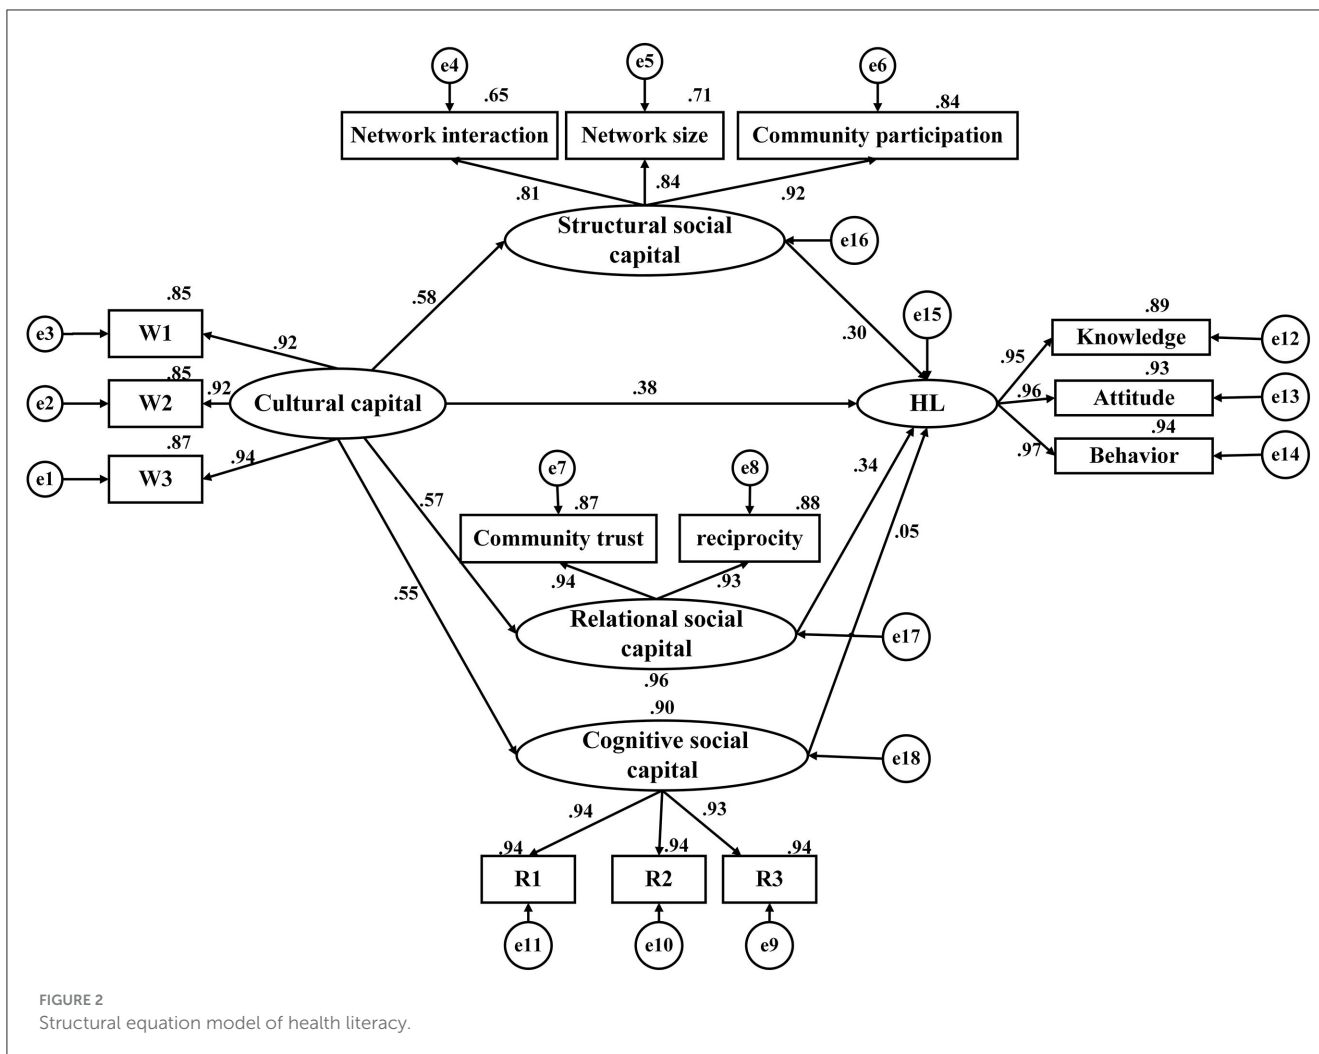 e4
e5
e6
.65
.71
.84
Network interaction
Network size
Community participation
.81
.84
.92
Structural social
capital
e16
.85
e3
W1
.92
.58
.30
e15
.89
Knowledge
e12
.95
.85
e2
W2
.92
Cultural capital
.38
HL
.93
.96
Attitude
e13
.87
e1
W3
.94
.94
.97
Behavior
e14
.57
e7
e8
.34
.87
.88
Community trust
reciprocity
.05
.94
.93
.55
Relational social
capital
e17
.96
.90
Cognitive social
capital
e18
.94
.93
.94
.94
.94
R1
R2
R3
e11
e10
e9
FIGURE 2
Structural equation model of health literacy.